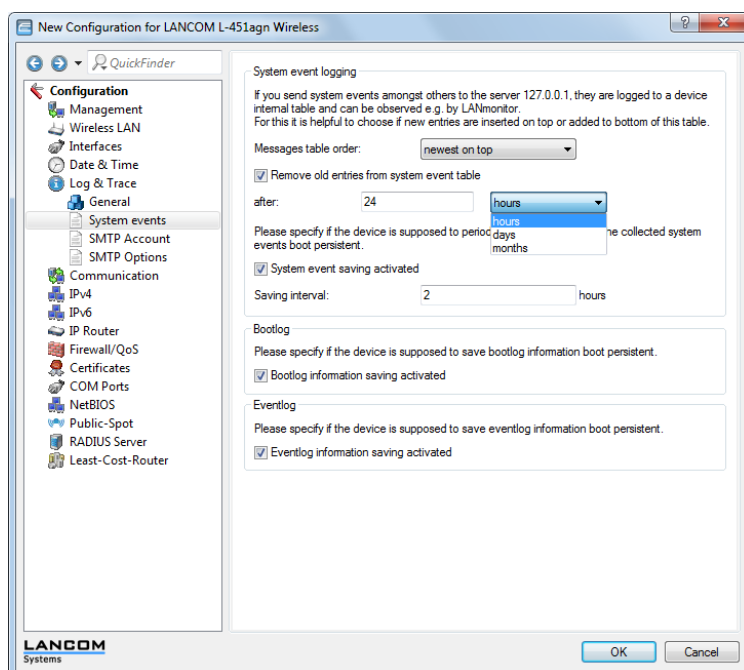 New Configuration for LANCOM L-451agn Wireless
QuickFinder
Configuration
Management
Wireless LAN
Interfaces
Date & Time
Log & Trace
General
System events
SMTP Account
SMTP Options
Communication
IPv4
IPv6
IP Router
Firewall/QoS
Certificates
COM Ports
NetBIOS
Public-Spot
RADIUS Server
Least-Cost-Router
System event logging
If you send system events amongst others to the server 127.0.0.1, they are logged to a device
internal table and can be observed e.g. by LANmonitor.
For this it is helpful to choose if new entries are inserted on top or added to bottom of this table.
Messages table order: newest on top
Remove old entries from system event table
after: 24 hours
hours
days
months
Please specify if the device is supposed to period ne collected system
events boot persistent.
System event saving activated
Saving interval: 2 hours
Bootlog
Please specify if the device is supposed to save bootlog information boot persistent.
Bootlog information saving activated
Eventlog
Please specify if the device is supposed to save eventlog information boot persistent.
Eventlog information saving activated
LANCOM
Systems
OK Cancel